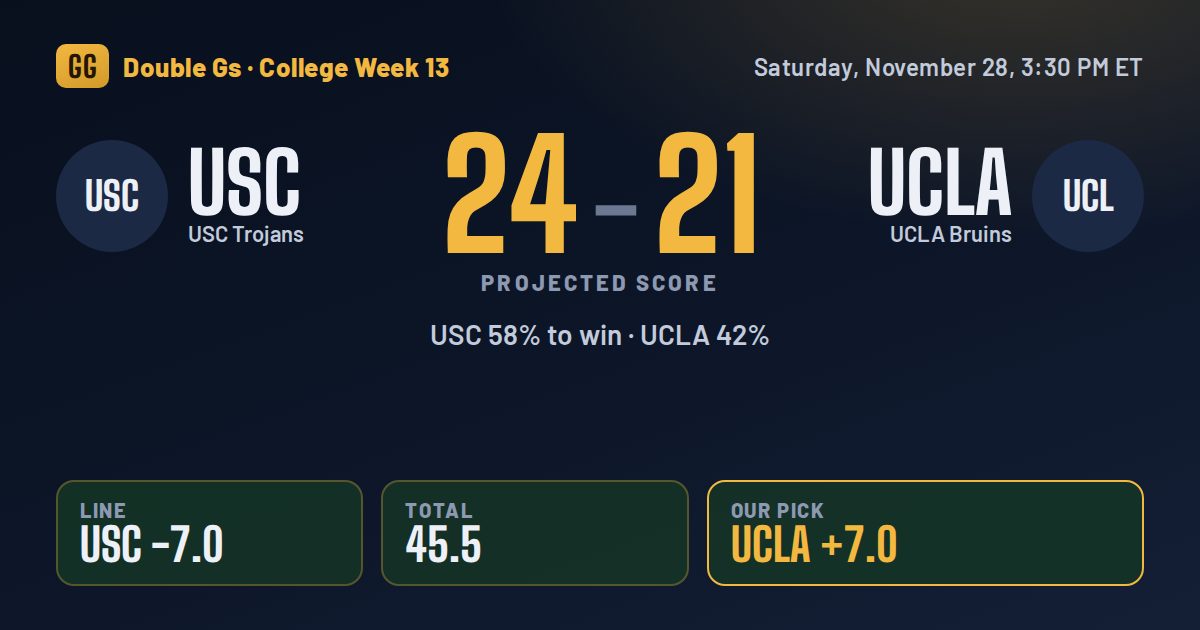 GG Double Gs · College Week 13
Saturday, November 28, 3:30 PM ET
USC
USC
USC Trojans
24 – 21
PROJECTED SCORE
USC 58% to win · UCLA 42%
UCLA
UCLA Bruins
UCL
LINE
USC −7.0
TOTAL
45.5
OUR PICK
UCLA +7.0